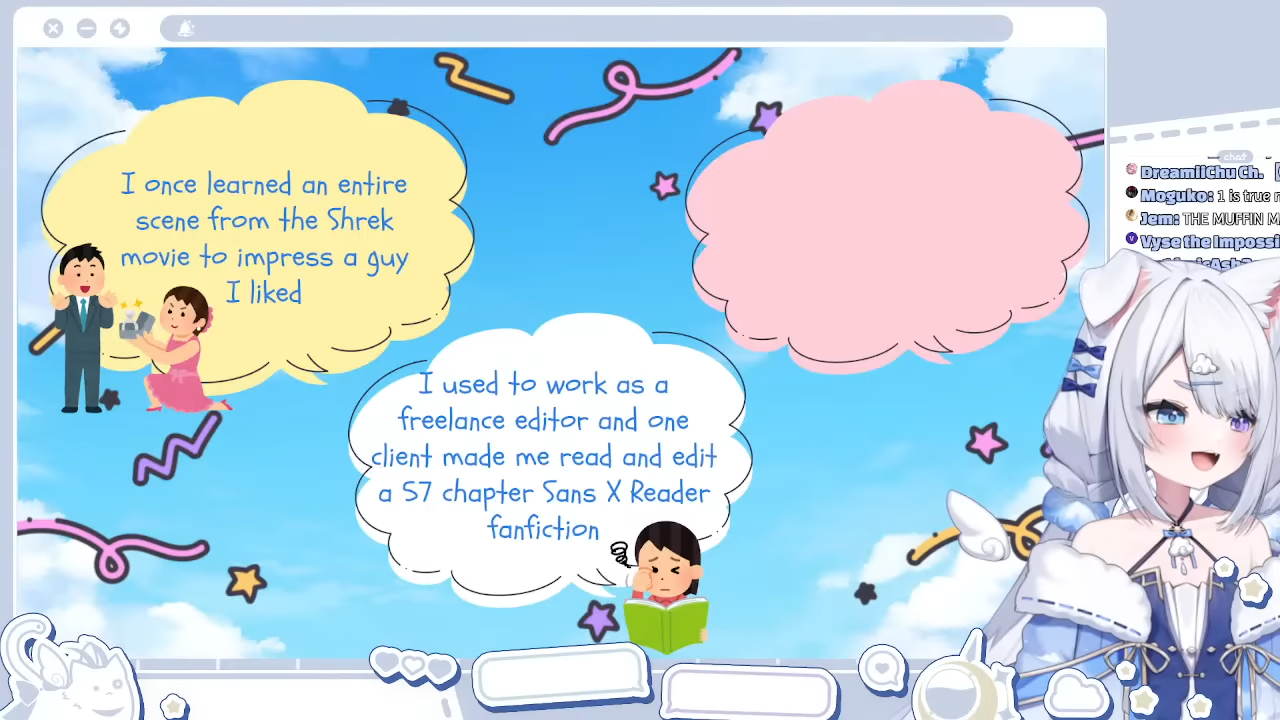 I once learned an entire
scene from the Shrek
movie to impress a guy
I liked
I used to work as a
freelance editor and one
client made me read and edit
a 57 chapter Sans X Reader
fanfiction
chat
DreamilChu Ch.
Moguko: 1 is true
Jem: THE MUFFIN M
Vyse the Impossi